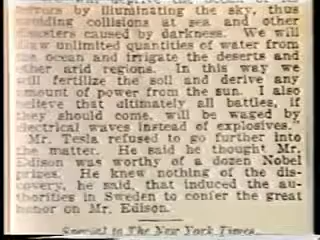 terrors by illuminating the sky, thus
avoiding collisions at sea and other
disasters caused by darkness. We will
draw unlimited quantities of water from
the ocean and irrigate the deserts and
other arid regions. In this way we
will fertilize the soil and derive any
amount of power from the sun. I also
believe that ultimately all battles, if
they should come, will be waged by
electrical waves instead of explosives."
Mr. Tesla refused to go further into
the matter. He said he thought Mr.
Edison was worthy of a dozen Nobel
prizes. He knew nothing of the dis-
covery, he said, that induced the au-
thorities in Sweden to confer the great
honor on Mr. Edison.
Special to The New York Times.